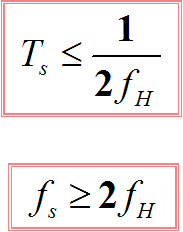 T_s ≤ 1 / 2f_H
f_s ≥ 2f_H